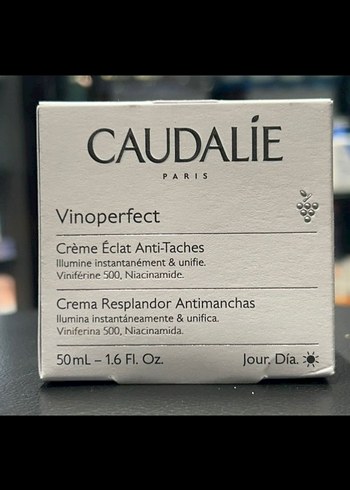 CAUDALÍE
PARIS
Vinoperfect
Crème Éclat Anti-Taches
Illumine instantanément & unifie.
Viniférine 500, Niacinamide.
Crema Resplandor Antimanchas
Ilumina instantáneamente & unifica.
Viniferina 500, Niacinamida.
50mL – 1.6 Fl. Oz.
Jour, Día.